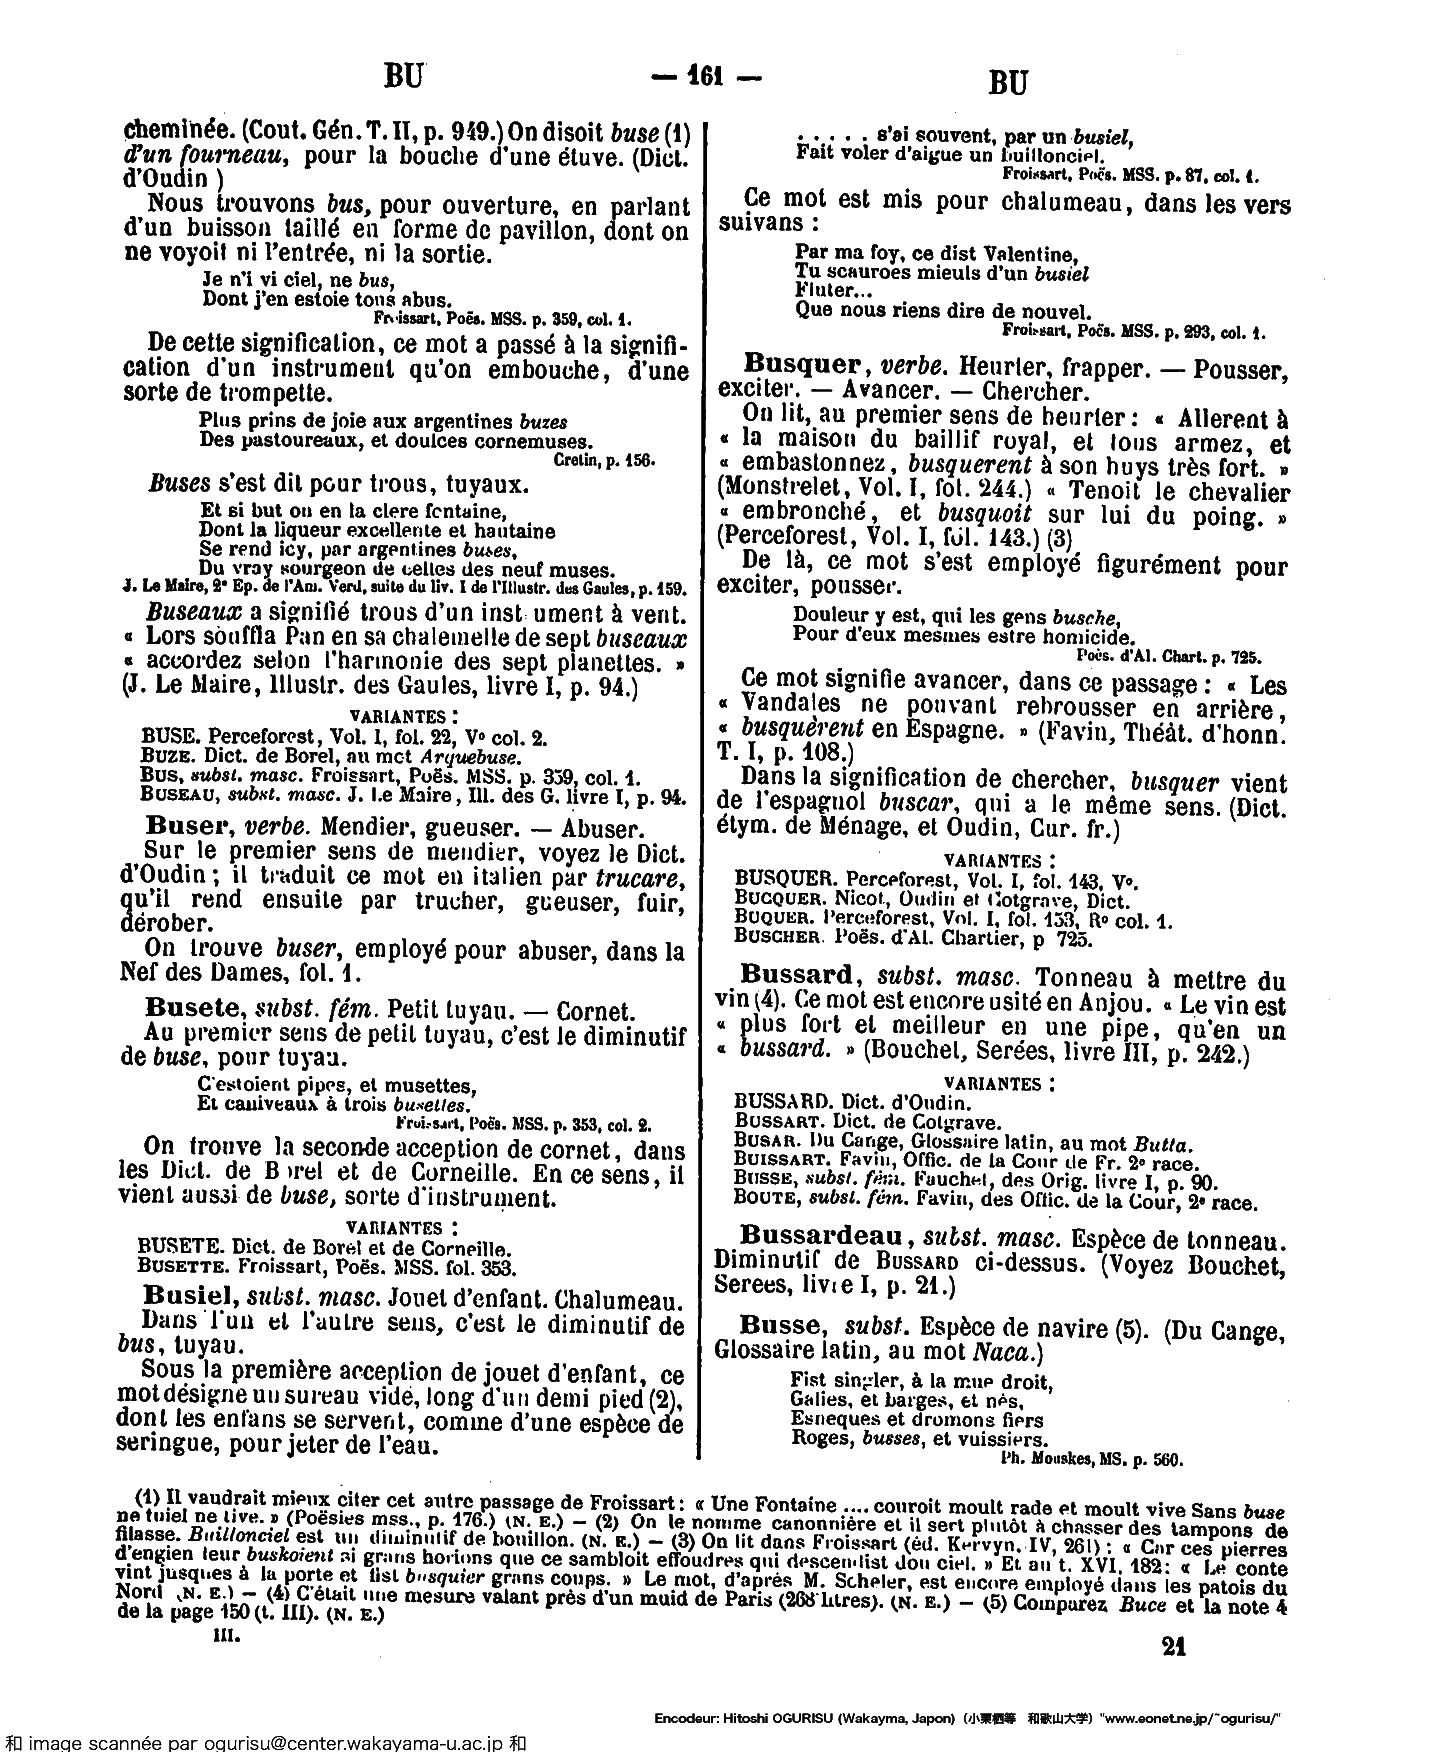 BU — 161 — BU
cheminée. (Cout. Gén. T. II, p. 949.) On disoit buse (1)
d'un fourneau, pour la bouche d'une étuve. (Dict.
d'Oudin )
Nous trouvons bus, pour ouverture, en parlant
d'un buisson taillé en forme de pavillon, dont on
ne voyoit ni l'entrée, ni la sortie.
Je n'i vi ciel, ne bus,
Dont j'en estoie tous abus.
Froissart, Poës. MSS. p. 359, col. 1.
De cette signification, ce mot a passé à la signifi-
cation d'un instrument qu'on embouche, d'une
sorte de trompette.
Plus prins de joie aux argentines buzes
Des pastoureaux, et doulces cornemuses.
Cretin, p. 156.
Buses s'est dit pour trous, tuyaux.
Et si but on en la clere fontaine,
Dont la liqueur excellente et hautaine
Se rend icy, par argentines buses,
Du vray sourgeon de celles des neuf muses.
J. Le Maire, 2e Ep. de l'Am. Verd, suite du liv. I de l'Illustr. des Gaules, p. 159.
Buseaux a signifié trous d'un inst ument à vent.
« Lors souffla Pan en sa chalemelle de sept buseaux
« accordez selon l'harmonie des sept planettes. »
(J. Le Maire, Illustr. des Gaules, livre I, p. 94.)
VARIANTES :
BUSE. Perceforest, Vol. I, fol. 22, Vo col. 2.
BUZE. Dict. de Borel, au mot Arquebuse.
BUS, subst. masc. Froissart, Poës. MSS. p. 359, col. 1.
BUSEAU, subst. masc. J. Le Maire, Ill. des G. livre I, p. 94.
Buser, verbe. Mendier, gueuser. — Abuser.
Sur le premier sens de mendier, voyez le Dict.
d'Oudin ; il traduit ce mot en italien par trucare,
qu'il rend ensuite par trucher, gueuser, fuir,
dérober.
On trouve buser, employé pour abuser, dans la
Nef des Dames, fol. 1.
Busete, subst. fém. Petit tuyau. — Cornet.
Au premier sens de petit tuyau, c'est le diminutif
de buse, pour tuyau.
C'estoient pipes, et musettes,
Et caniveaux à trois busettes.
Froissart, Poës. MSS. p. 353, col. 2.
On trouve la seconde acception de cornet, dans
les Dict. de Borel et de Corneille. En ce sens, il
vient aussi de buse, sorte d'instrument.
VARIANTES :
BUSETE. Dict. de Borel et de Corneille.
BUSETTE. Froissart, Poës. MSS. fol. 353.
Busiel, subst. masc. Jouet d'enfant. Chalumeau.
Dans l'un et l'autre sens, c'est le diminutif de
bus, tuyau.
Sous la première acception de jouet d'enfant, ce
mot désigne un sureau vidé, long d'un demi pied (2),
dont les enfans se servent, comme d'une espèce de
seringue, pour jeter de l'eau.
. . . . . s'ai souvent, par un busiel,
Fait voler d'aigue un buillonciel.
Froissart, Poës. MSS. p. 87, col. 1.
Ce mot est mis pour chalumeau, dans les vers
suivans :
Par ma foy, ce dist Valentine,
Tu scauroes mieuls d'un busiel
Fluter...
Que nous riens dire de nouvel.
Froissart, Poës. MSS. p. 293, col. 1.
Busquer, verbe. Heurter, frapper. — Pousser,
exciter. — Avancer. — Chercher.
On lit, au premier sens de heurter : « Allerent à
« la maison du baillif royal, et tous armez, et
« embastonnez, busquerent à son huys très fort. »
(Monstrelet, Vol. I, fol. 244.) « Tenoit le chevalier
« embronché, et busquoit sur lui du poing. »
(Perceforest, Vol. I, fol. 143.) (3)
De là, ce mot s'est employé figurément pour
exciter, pousser.
Douleur y est, qui les gens busche,
Pour d'eux mesmes estre homicide.
Poës. d'Al. Chart. p. 725.
Ce mot signifie avancer, dans ce passage : « Les
« Vandales ne pouvant rebrousser en arrière,
« busquèrent en Espagne. » (Favin, Théât. d'honn.
T. I, p. 108.)
Dans la signification de chercher, busquer vient
de l'espagnol buscar, qui a le même sens. (Dict.
étym. de Ménage, et Oudin, Cur. fr.)
VARIANTES :
BUSQUER. Perceforest, Vol. I, fol. 143, Vo.
BUCQUER. Nicot, Oudin et Cotgrave, Dict.
BUQUER. Perceforest, Vol. I, fol. 153, Ro col. 1.
BUSCHER. Poës. d'Al. Chartier, p 725.
Bussard, subst. masc. Tonneau à mettre du
vin (4). Ce mot est encore usité en Anjou. « Le vin est
« plus fort et meilleur en une pipe, qu'en un
« bussard. » (Bouchet, Serées, livre III, p. 242.)
VARIANTES :
BUSSARD. Dict. d'Oudin.
BUSSART. Dict. de Cotgrave.
BUSAR. Du Cange, Glossaire latin, au mot Butta.
BUISSART. Favin, Offic. de la Cour de Fr. 2e race.
BUSSE, subst. fém. Fauchet, des Orig. livre I, p. 90.
BOUTE, subst. fém. Favin, des Offic. de la Cour, 2e race.
Bussardeau, subst. masc. Espèce de tonneau.
Diminutif de BUSSARD ci-dessus. (Voyez Bouchet,
Serees, livre I, p. 21.)
Busse, subst. Espèce de navire (5). (Du Cange,
Glossaire latin, au mot Naca.)
Fist singler, à la mue droit,
Galies, et barges, et nès,
Esneques et dromons fiers
Roges, busses, et vuissiers.
Ph. Mouskes, MS. p. 560.
(1) Il vaudrait mieux citer cet autre passage de Froissart : « Une Fontaine .... couroit moult rade et moult vive Sans buse
ne tuiel ne tive. » (Poësies mss., p. 176.) (N. E.) — (2) On le nomme canonnière et il sert plutôt à chasser des tampons de
filasse. Buillonciel est un diminutif de bouillon. (N. E.) — (3) On lit dans Froissart (éd. Kervyn, IV, 261) : « Car ces pierres
d'engien leur buskoient si grans horions que ce sambloit effoudres qui descendist dou ciel. » Et au t. XVI, 182: « Le conte
vint jusques à la porte et fist busquier grans coups. » Le mot, d'après M. Scheler, est encore employé dans les patois du
Nord (N. E.) — (4) C'était une mesure valant près d'un muid de Paris (268 litres). (N. E.) — (5) Comparez Buce et la note 4
de la page 150 (t. III). (N. E.)
III. 21
Encodeur: Hitoshi OGURISU (Wakayma, Japon) (小栗栖等 和歌山大学) "www.eonet.ne.jp/~ogurisu/"
和 image scannée par ogurisu@center.wakayama-u.ac.jp 和